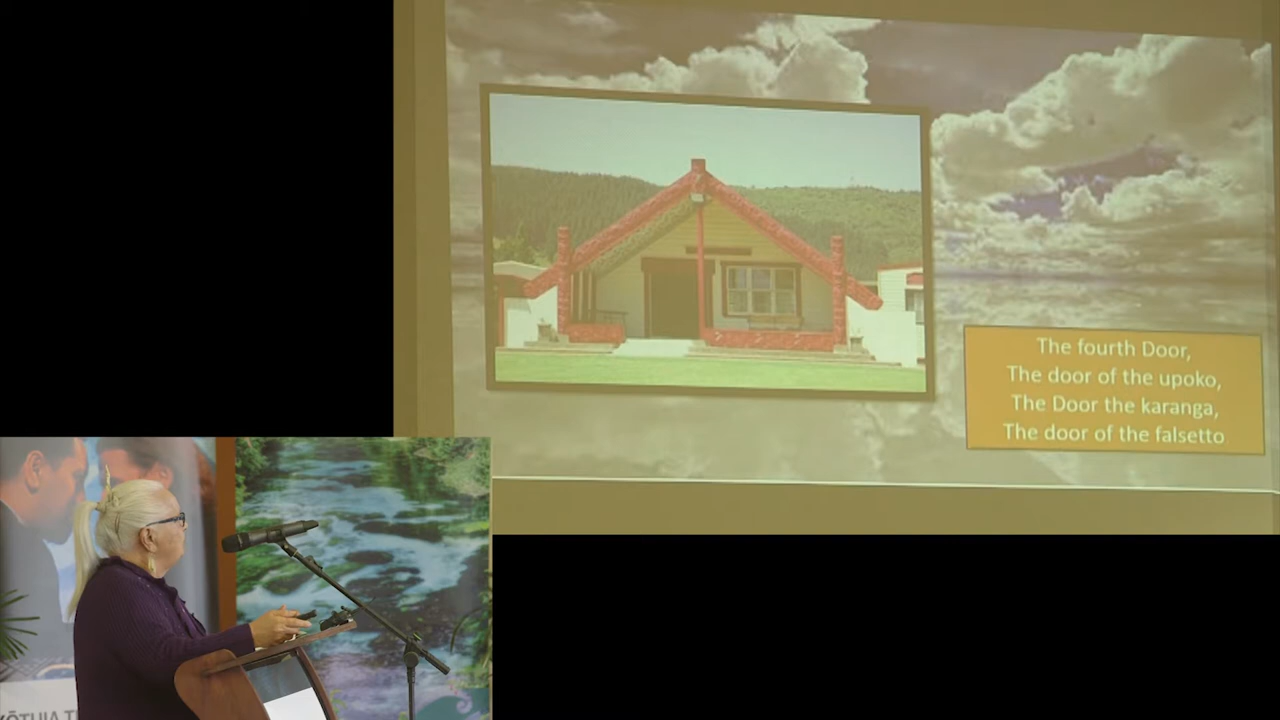 The fourth Door,
The door of the upoko,
The Door the karanga,
The door of the falsetto